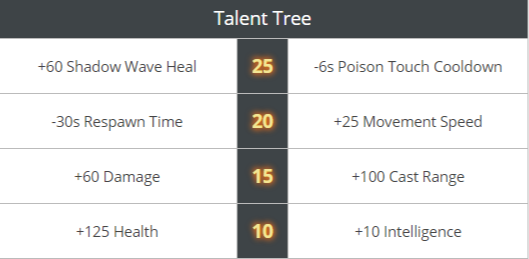 Talent Tree
+60 Shadow Wave Heal 25 -6s Poison Touch Cooldown
-30s Respawn Time 20 +25 Movement Speed
+60 Damage 15 +100 Cast Range
+125 Health 10 +10 Intelligence